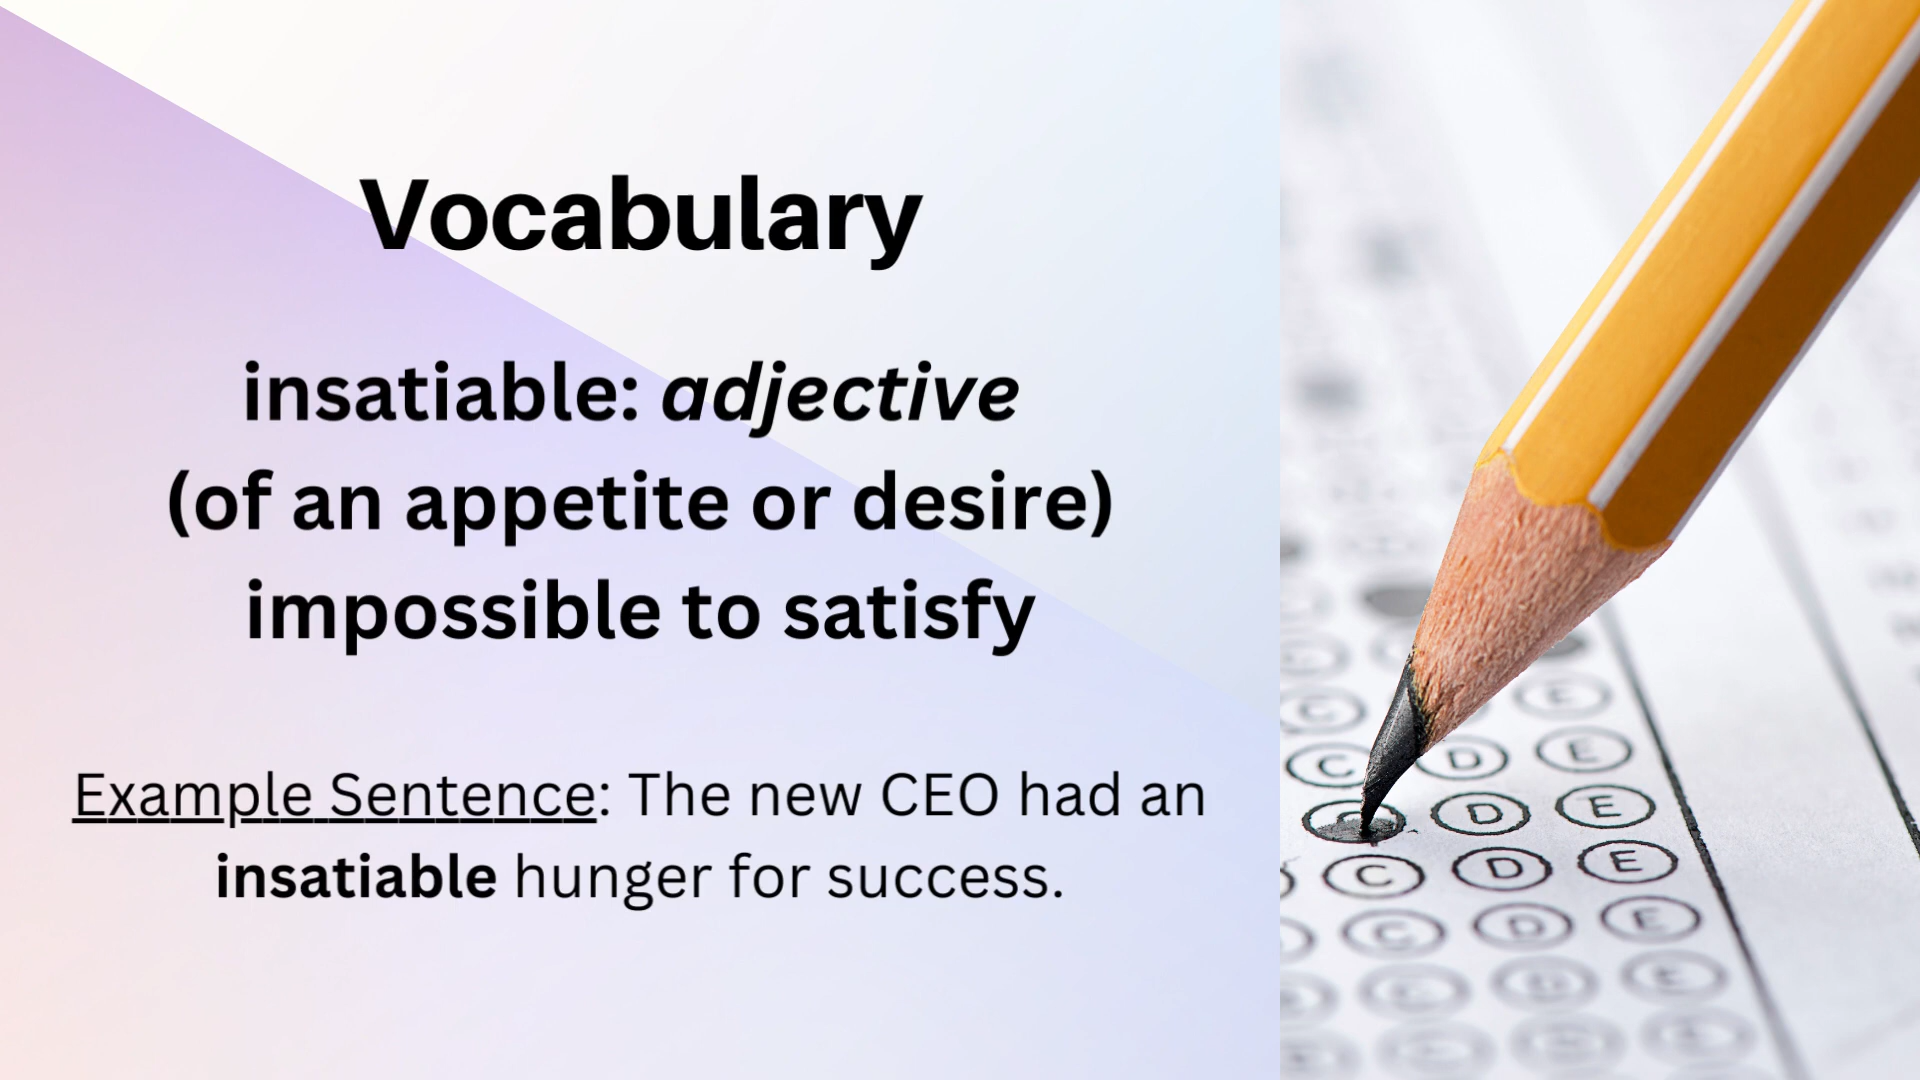 Vocabulary
insatiable: adjective
(of an appetite or desire)
impossible to satisfy
Example Sentence: The new CEO had an
insatiable hunger for success.
E
C
C D E
C D E
C D E
C D E
C D E